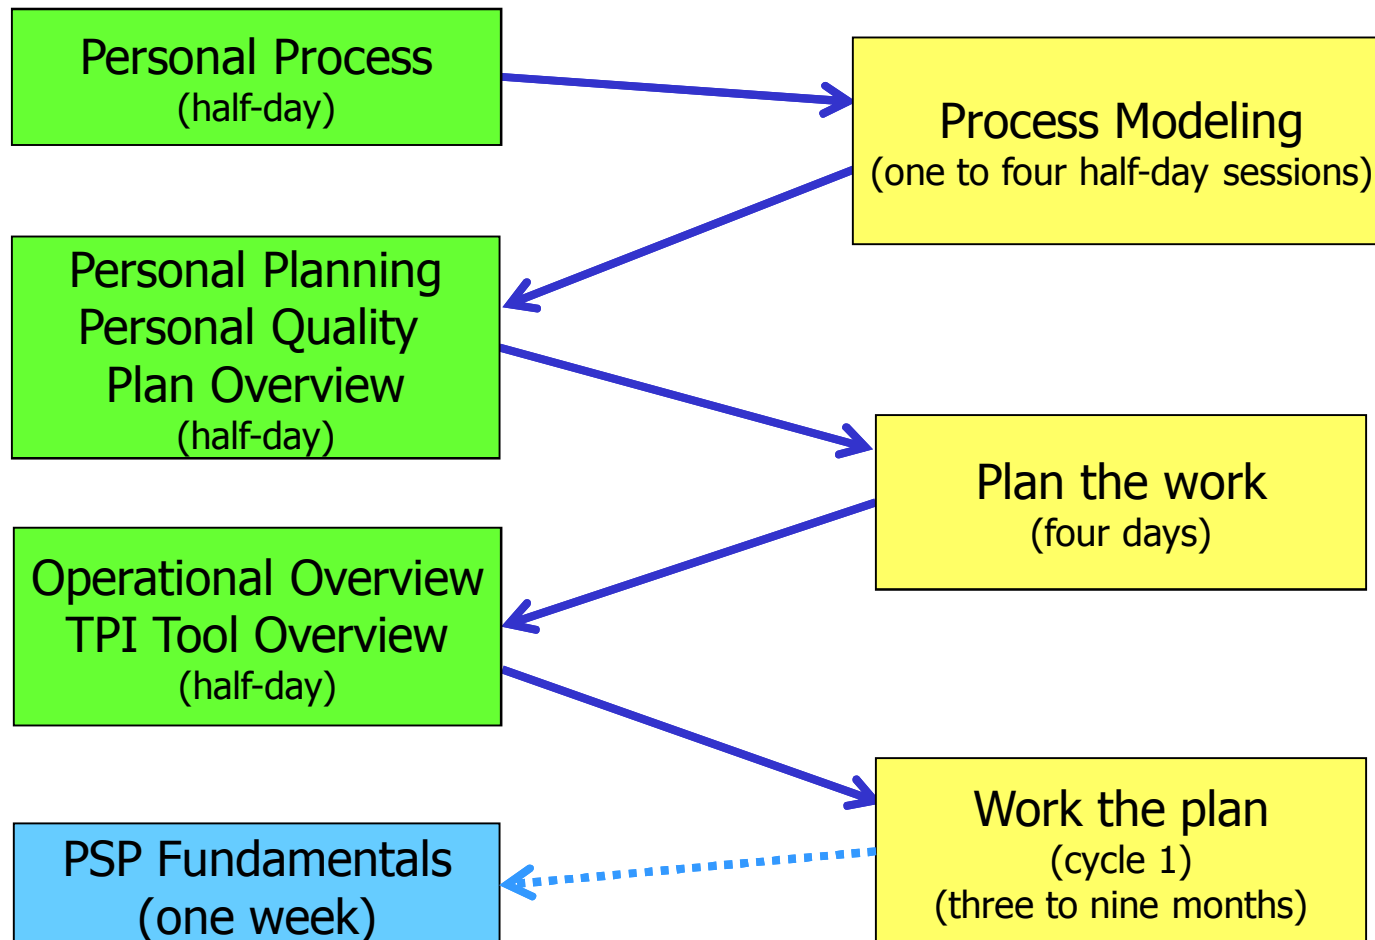 Personal Process
(half-day)
Process Modeling
(one to four half-day sessions)
Personal Planning
Personal Quality
Plan Overview
(half-day)
Plan the work
(four days)
Operational Overview
TPI Tool Overview
(half-day)
Work the plan
(cycle 1)
(three to nine months)
PSP Fundamentals
(one week)